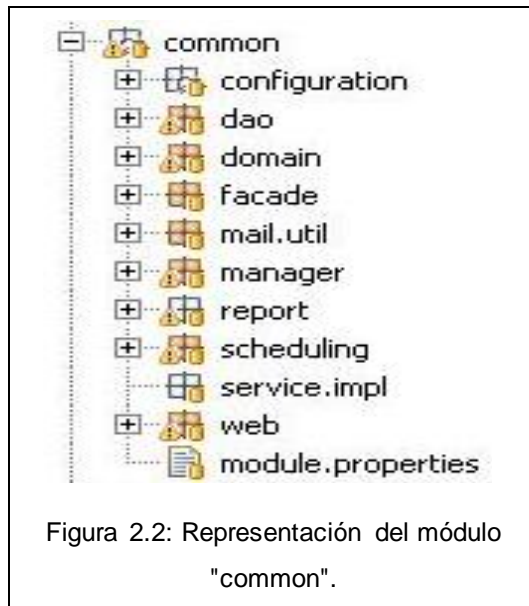 common
configuration
dao
domain
facade
mail.util
manager
report
scheduling
service.impl
web
module.properties
Figura 2.2: Representación del módulo
"common".